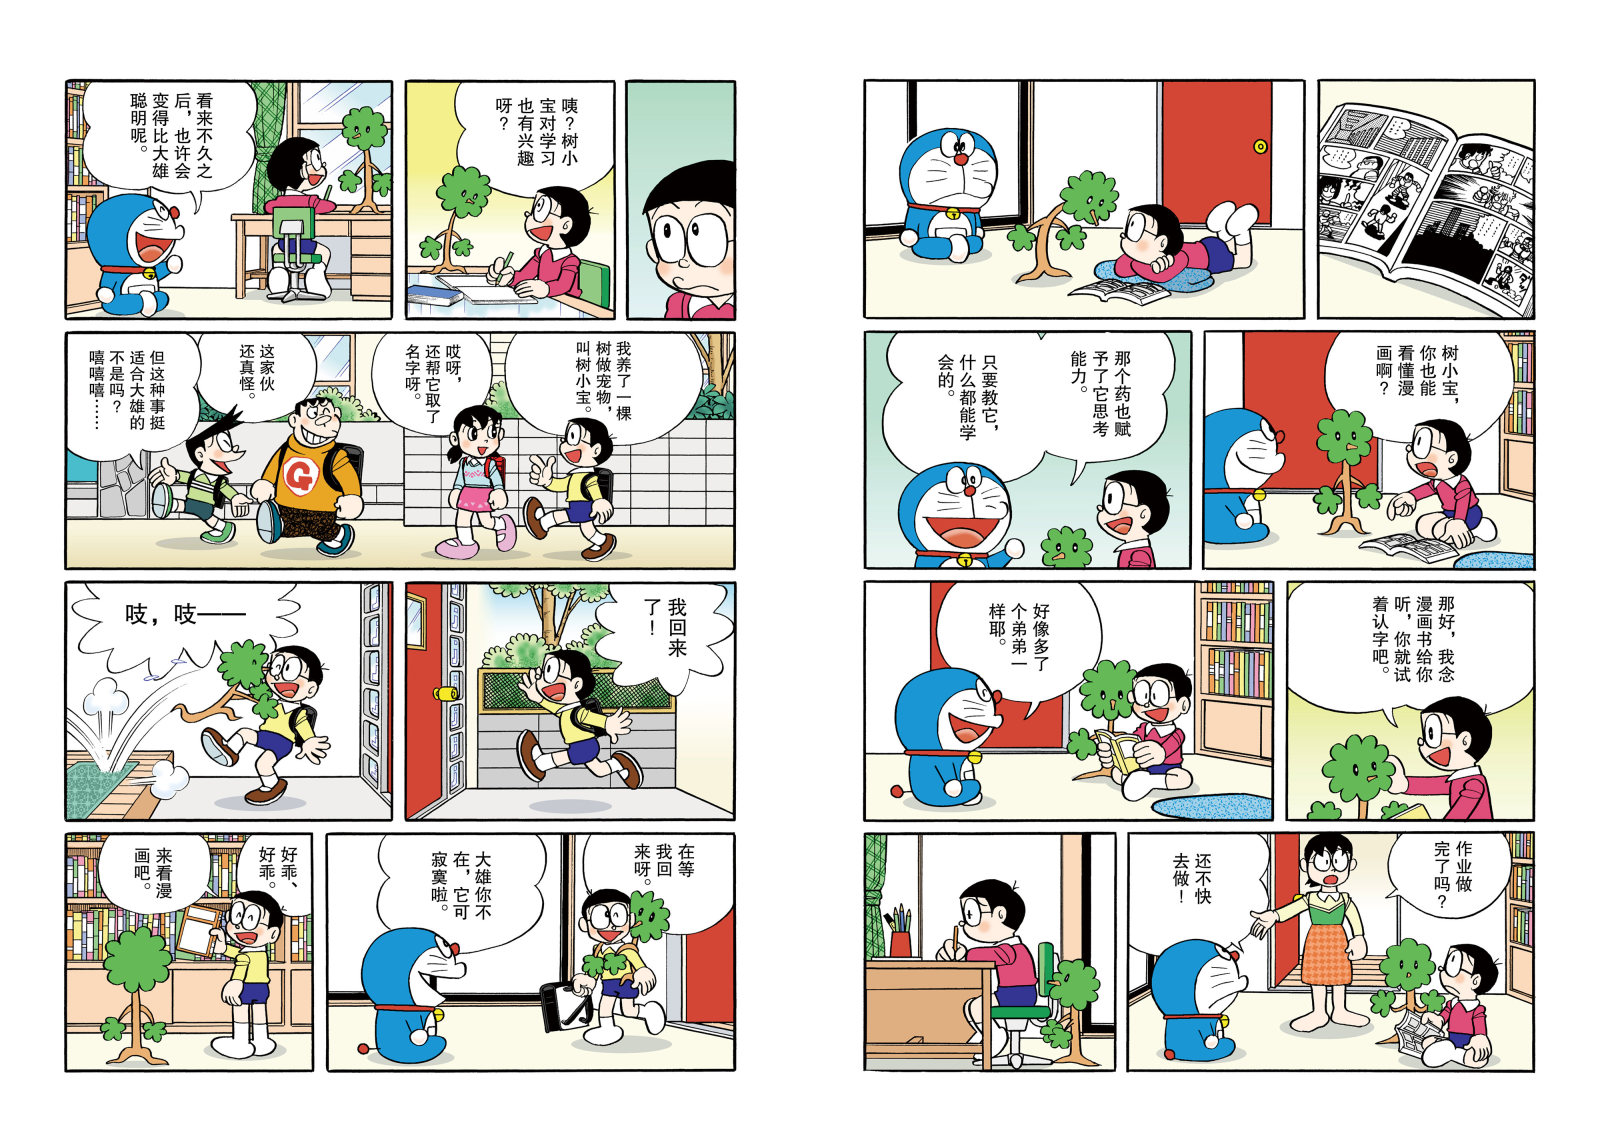 树小宝，
你也能
看懂漫
画啊？
那个药也赋
予了它思考
能力。
只要教它，
什么都能学
会的。
那好，我念
漫画书给你
听，你就试
着认字吧。
好像多了
个弟弟一
样耶。
作业做
完了吗？
还不快
去做！
咦？树小
宝对学习
也有兴趣
呀？
看来不久之
后，也许会
变得比大雄
聪明呢。
我养了一棵
树做宠物，
叫树小宝。
哎呀，
还帮它取了
名字呀。
G
这家伙
还真怪。
但这种事挺
适合大雄的
不是吗？
嘻嘻嘻……
我回来
了！
吱，吱——
在等
我回
来呀。
大雄你不
在，它可
寂寞啦。
好乖、
好乖。
来看漫
画吧。